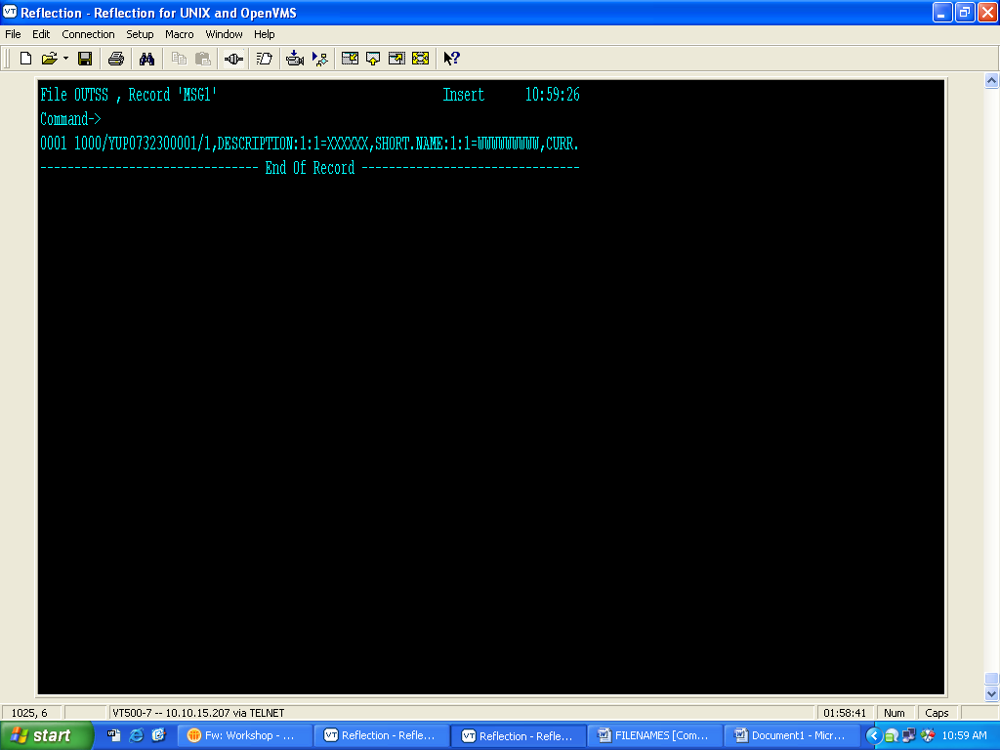 Reflection - Reflection for UNIX and OpenVMS
File Edit Connection Setup Macro Window Help
File OUTSS , Record 'MSG1' Insert 10:59:26
Command->
0001 1000/YUP0732300001/1,DESCRIPTION:1:1=XXXXXX,SHORT.NAME:1:1=WWWWWWWWW,CURR.
-------------------------------- End Of Record --------------------------------
1025, 6 VT500-7 -- 10.10.15.207 via TELNET 01:58:41 Num Caps
start Fw: Workshop - ... Reflection - Refle... Reflection - Refle... FILENAMES [Com... Document1 - Micr... 10:59 AM